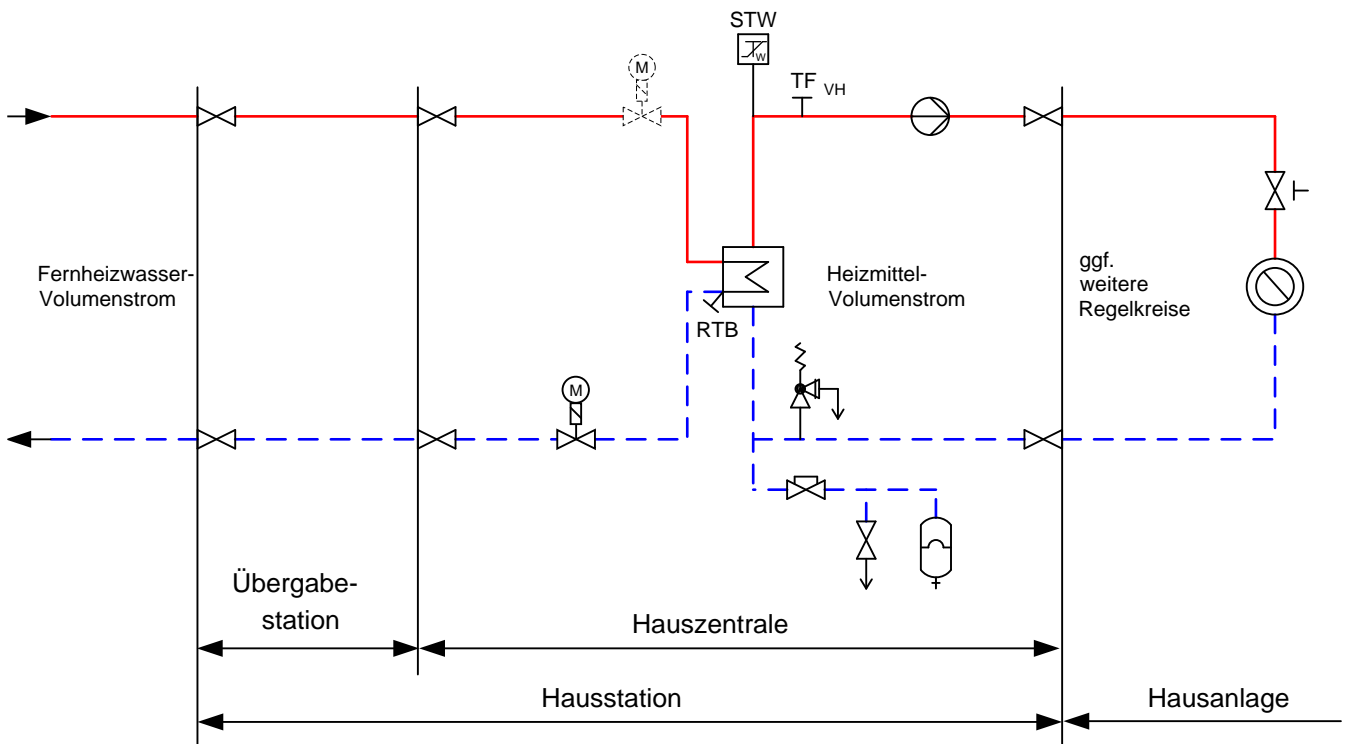 STW
W
M
TF VH
Fernheizwasser-
Volumenstrom
Heizmittel-
Volumenstrom
ggf.
weitere
Regelkreise
RTB
M
Übergabe-
station
Hauszentrale
Hausstation
Hausanlage